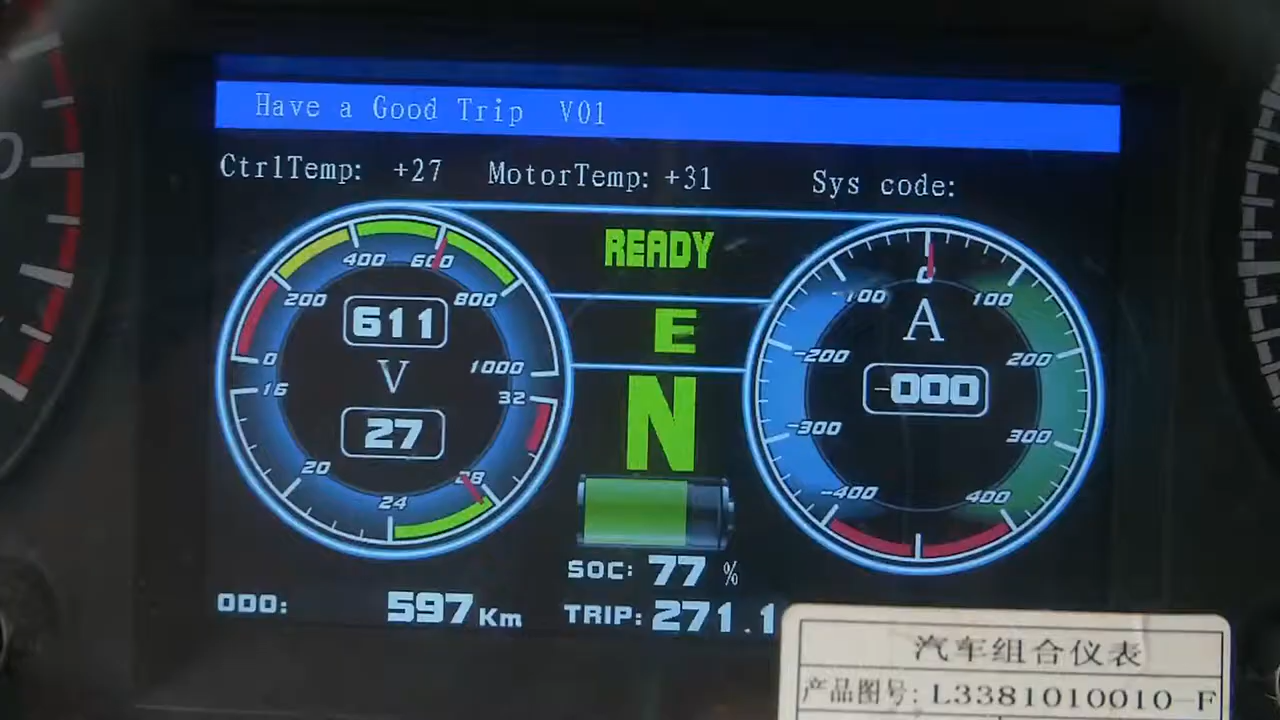 Have a Good Trip V01
CtrlTemp: +27 MotorTemp: +31 Sys code:
READY
E
N
0 200 400 600 800 1000
611
V
27
16 20 24 28 32
-400 -300 -200 -100 0 100 200 300 400
A
-000
SOC: 77 %
ODO: 597 Km TRIP: 271.1
汽车组合仪表
产品图号: L3381010010-F